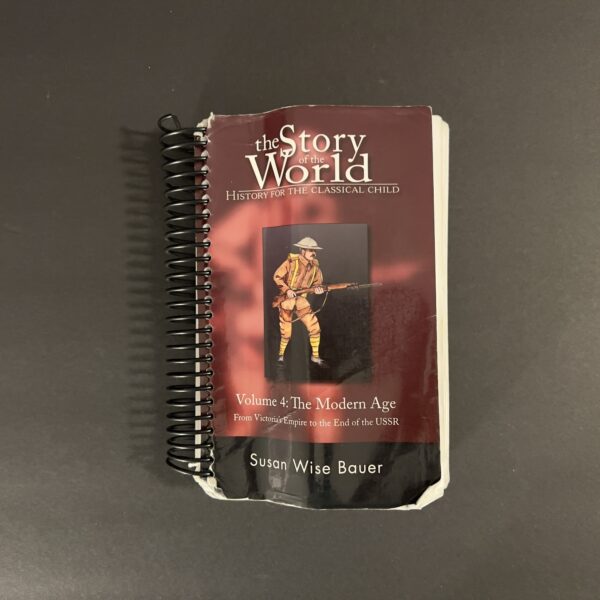 the Story
of the
World
HISTORY FOR THE CLASSICAL CHILD
Volume 4: The Modern Age
From Victoria's Empire to the End of the USSR
Susan Wise Bauer